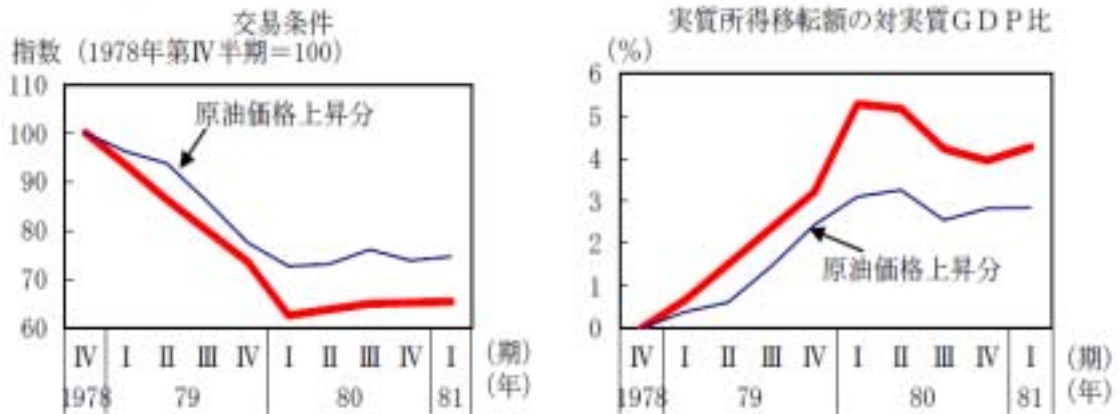 交易条件
指数 (1978年第Ⅳ半期=100)
110
100
90
80
70
60
原油価格上昇分
Ⅳ Ⅰ Ⅱ Ⅲ Ⅳ Ⅰ Ⅱ Ⅲ Ⅳ Ⅰ (期)
1978 79 80 81 (年)
実質所得移転額の対実質GDP比
(%)
6
5
4
3
2
1
0
原油価格上昇分
Ⅳ Ⅰ Ⅱ Ⅲ Ⅳ Ⅰ Ⅱ Ⅲ Ⅳ Ⅰ (期)
1978 79 80 81 (年)